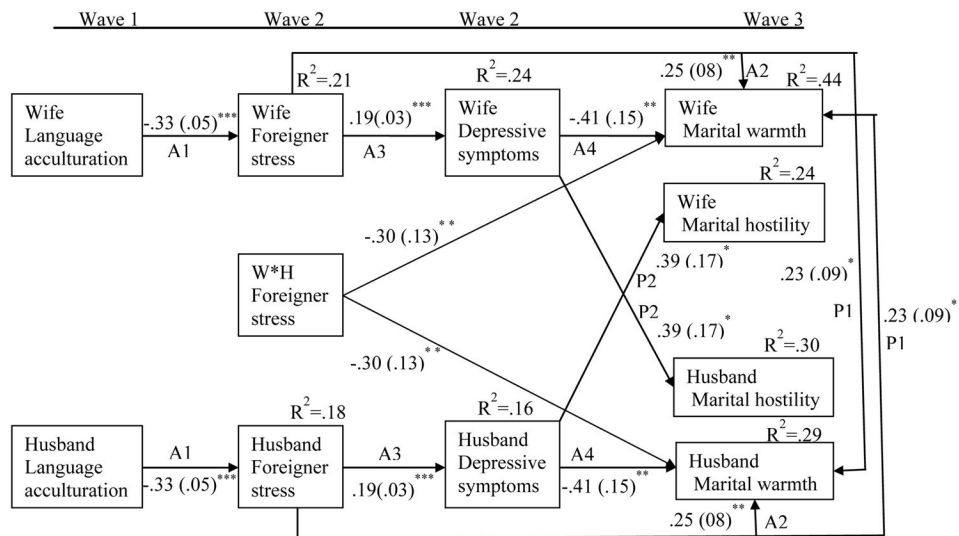 Wave 1 Wave 2 Wave 2 Wave 3
.25 (08)** A2
R²=.21 R²=.24 R²=.44
Wife
Language
acculturation
-.33 (.05)***
A1
Wife
Foreigner
stress
.19(.03)***
A3
Wife
Depressive
symptoms
-.41 (.15)**
A4
Wife
Marital warmth
R²=.24
Wife
Marital hostility
-.30 (.13)**
W*H
Foreigner
stress
.39 (.17)*
P2
P2
.39 (.17)*
.23 (.09)*
P1
.23 (.09)*
P1
-.30 (.13)**
R²=.30
Husband
Marital hostility
R²=.18 R²=.16 R²=.29
Husband
Language
acculturation
A1
-.33 (.05)***
Husband
Foreigner
stress
A3
.19(.03)***
Husband
Depressive
symptoms
A4
-.41 (.15)**
Husband
Marital warmth
.25 (08)** A2